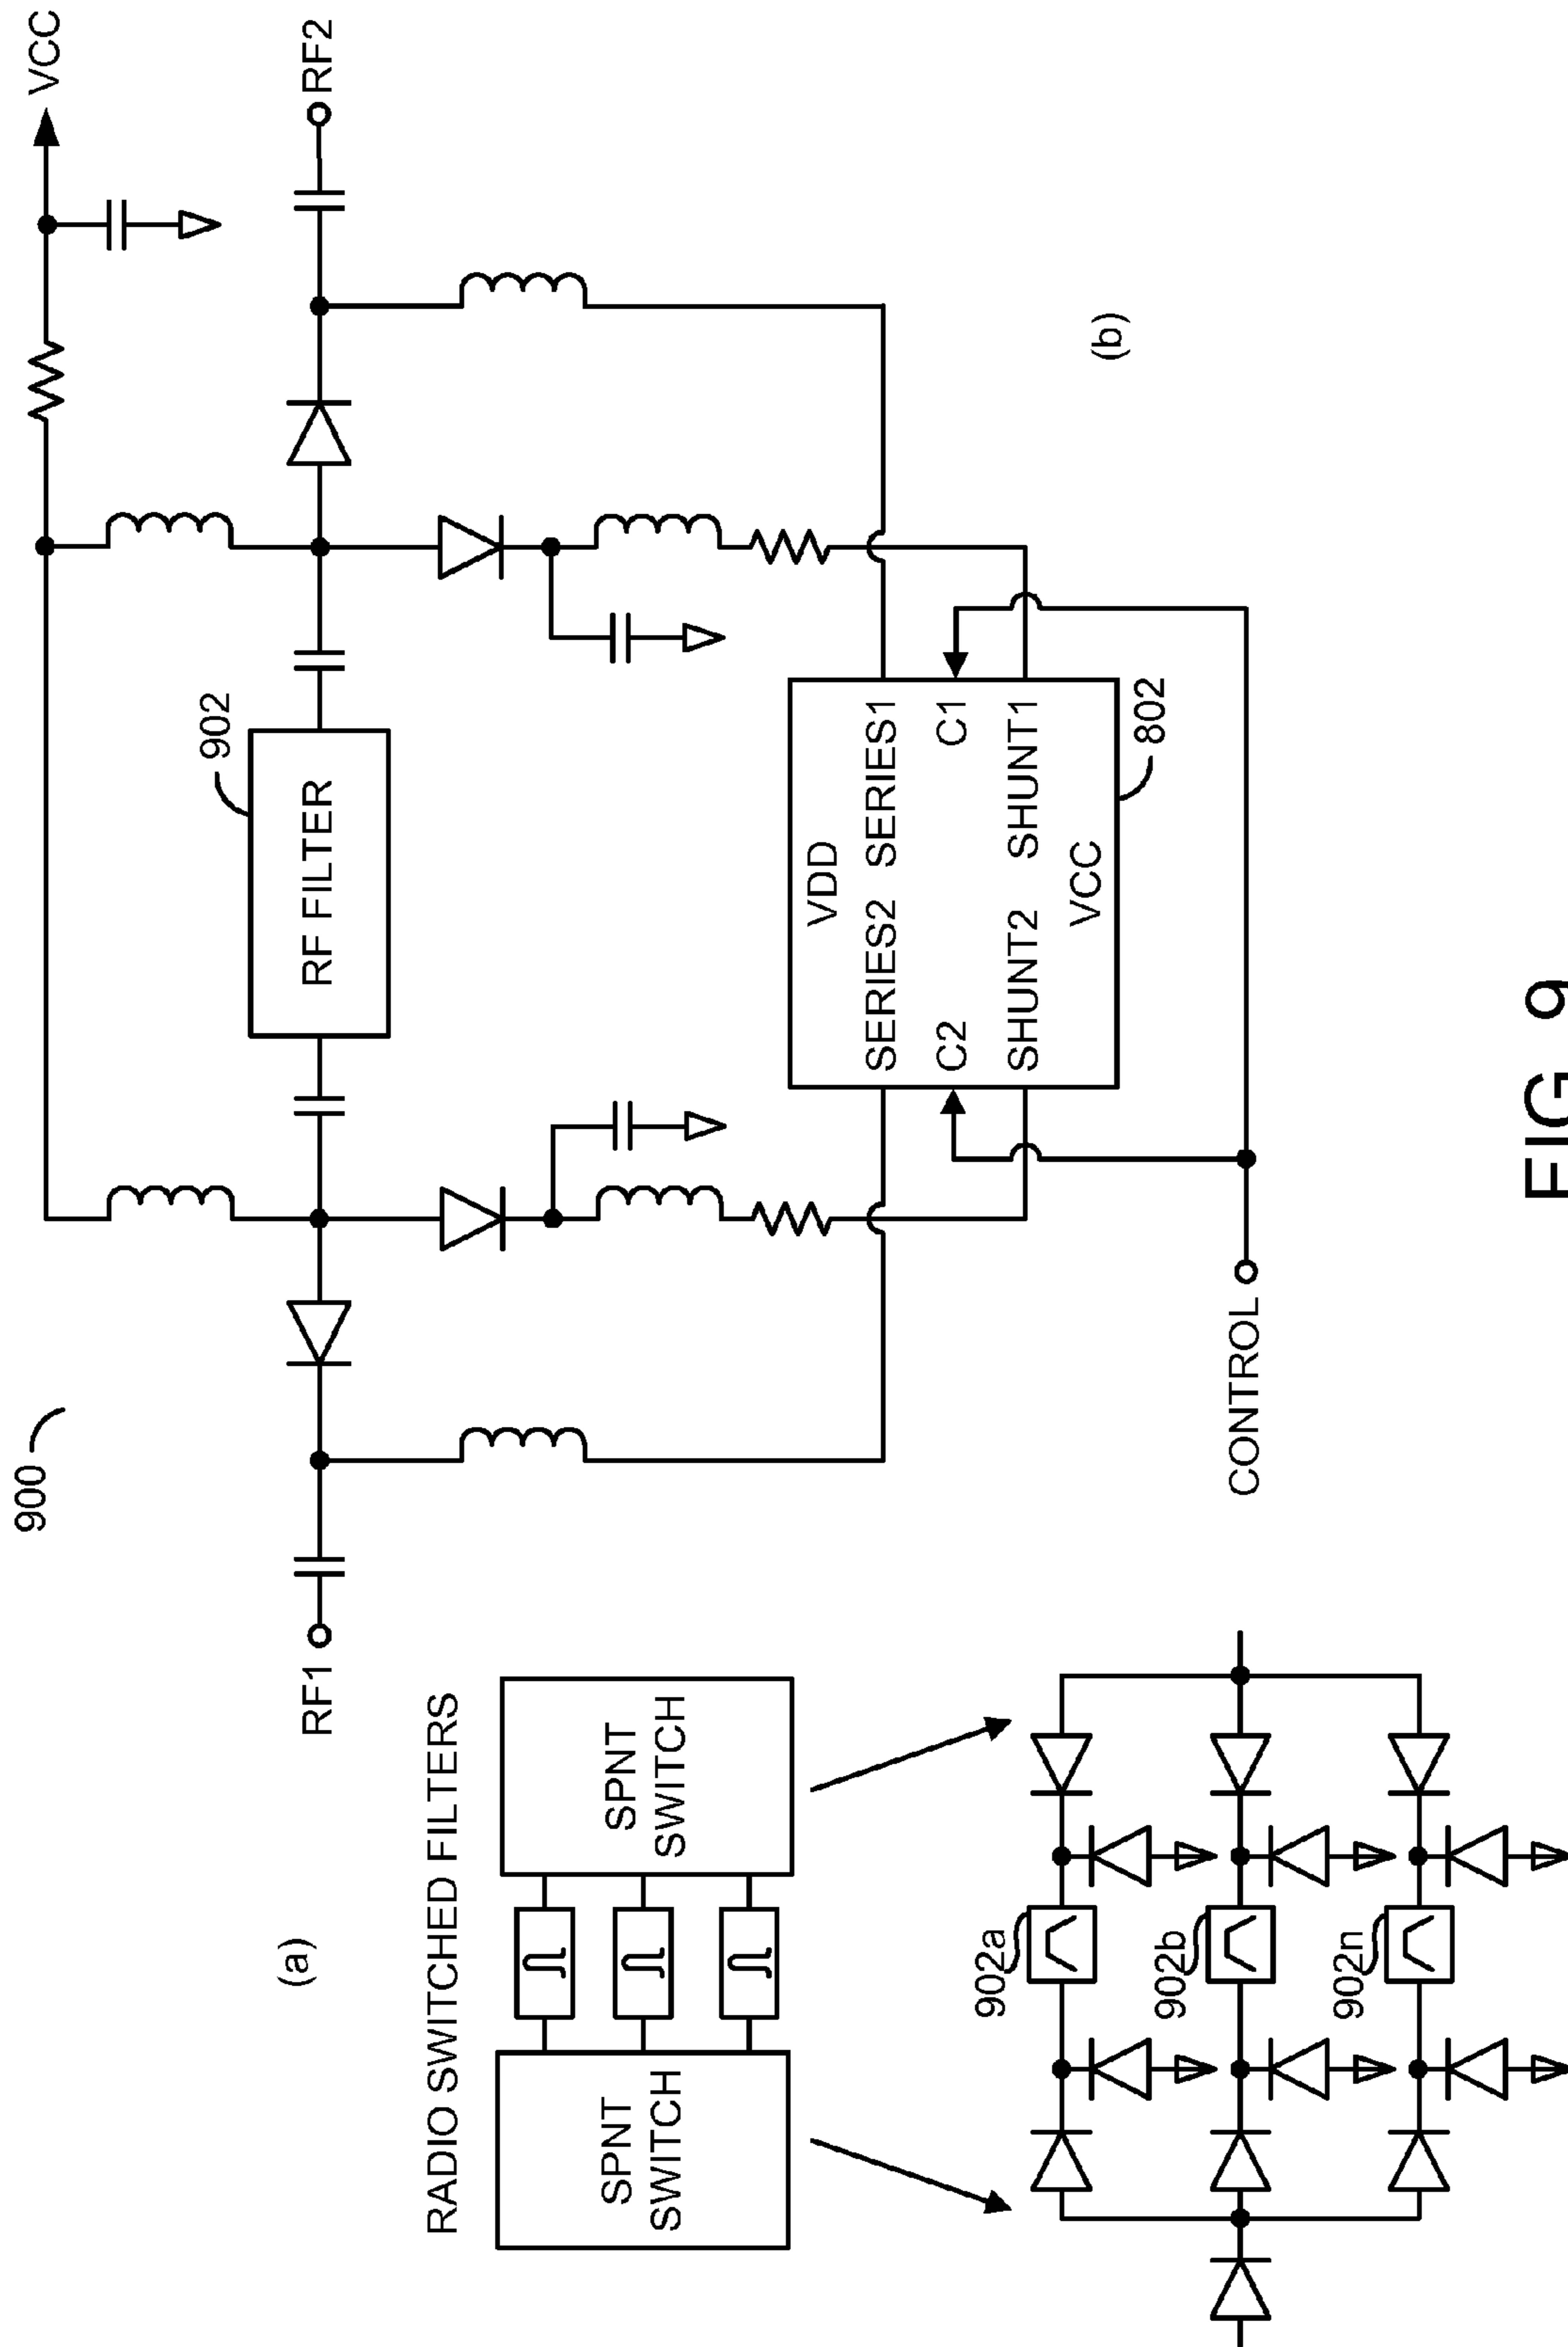 (a)
RADIO SWITCHED FILTERS
SPNT
SWITCH
SPNT
SWITCH
902a
902b
902n
900
VCC
RF1
RF2
902
RF FILTER
VDD
SERIES2 SERIES1
C2 C1
SHUNT2 SHUNT1
VCC
802
CONTROL
(b)
FIG. 9